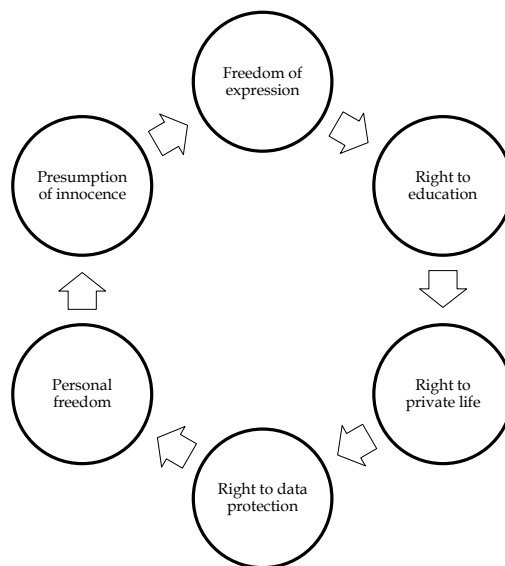 Freedom of
expression
Right to
education
Right to
private life
Right to data
protection
Personal
freedom
Presumption
of innocence